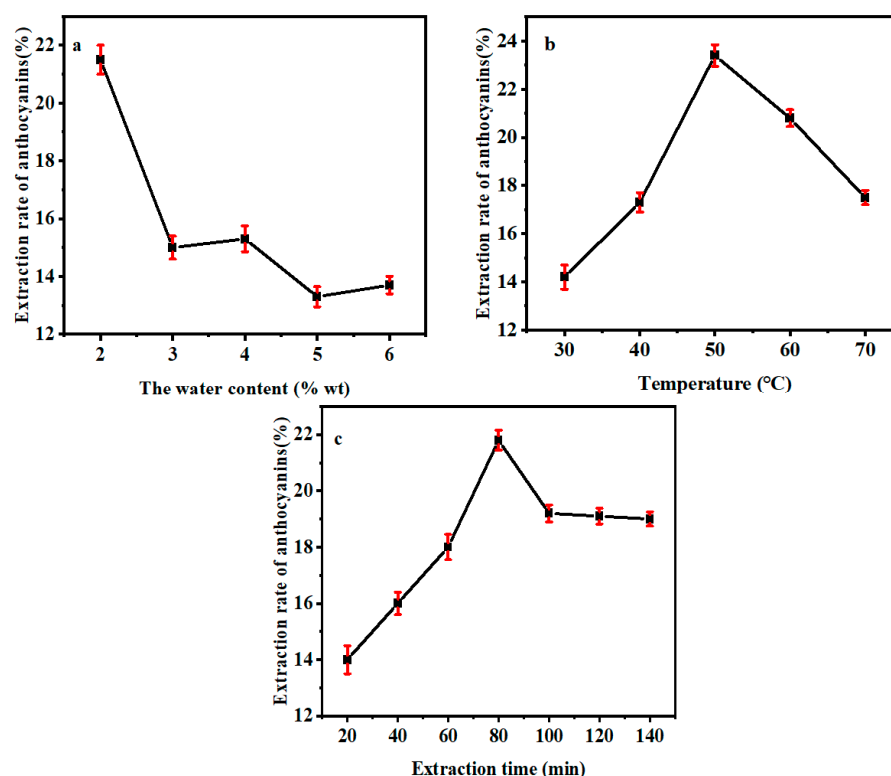 a
Extraction rate of anthocyanins(%)
22
20
18
16
14
12
2 3 4 5 6
The water content (% wt)
b
Extraction rate of anthocyanins(%)
24
22
20
18
16
14
12
30 40 50 60 70
Temperature (°C)
c
Extraction rate of anthocyanins(%)
22
20
18
16
14
12
20 40 60 80 100 120 140
Extraction time (min)